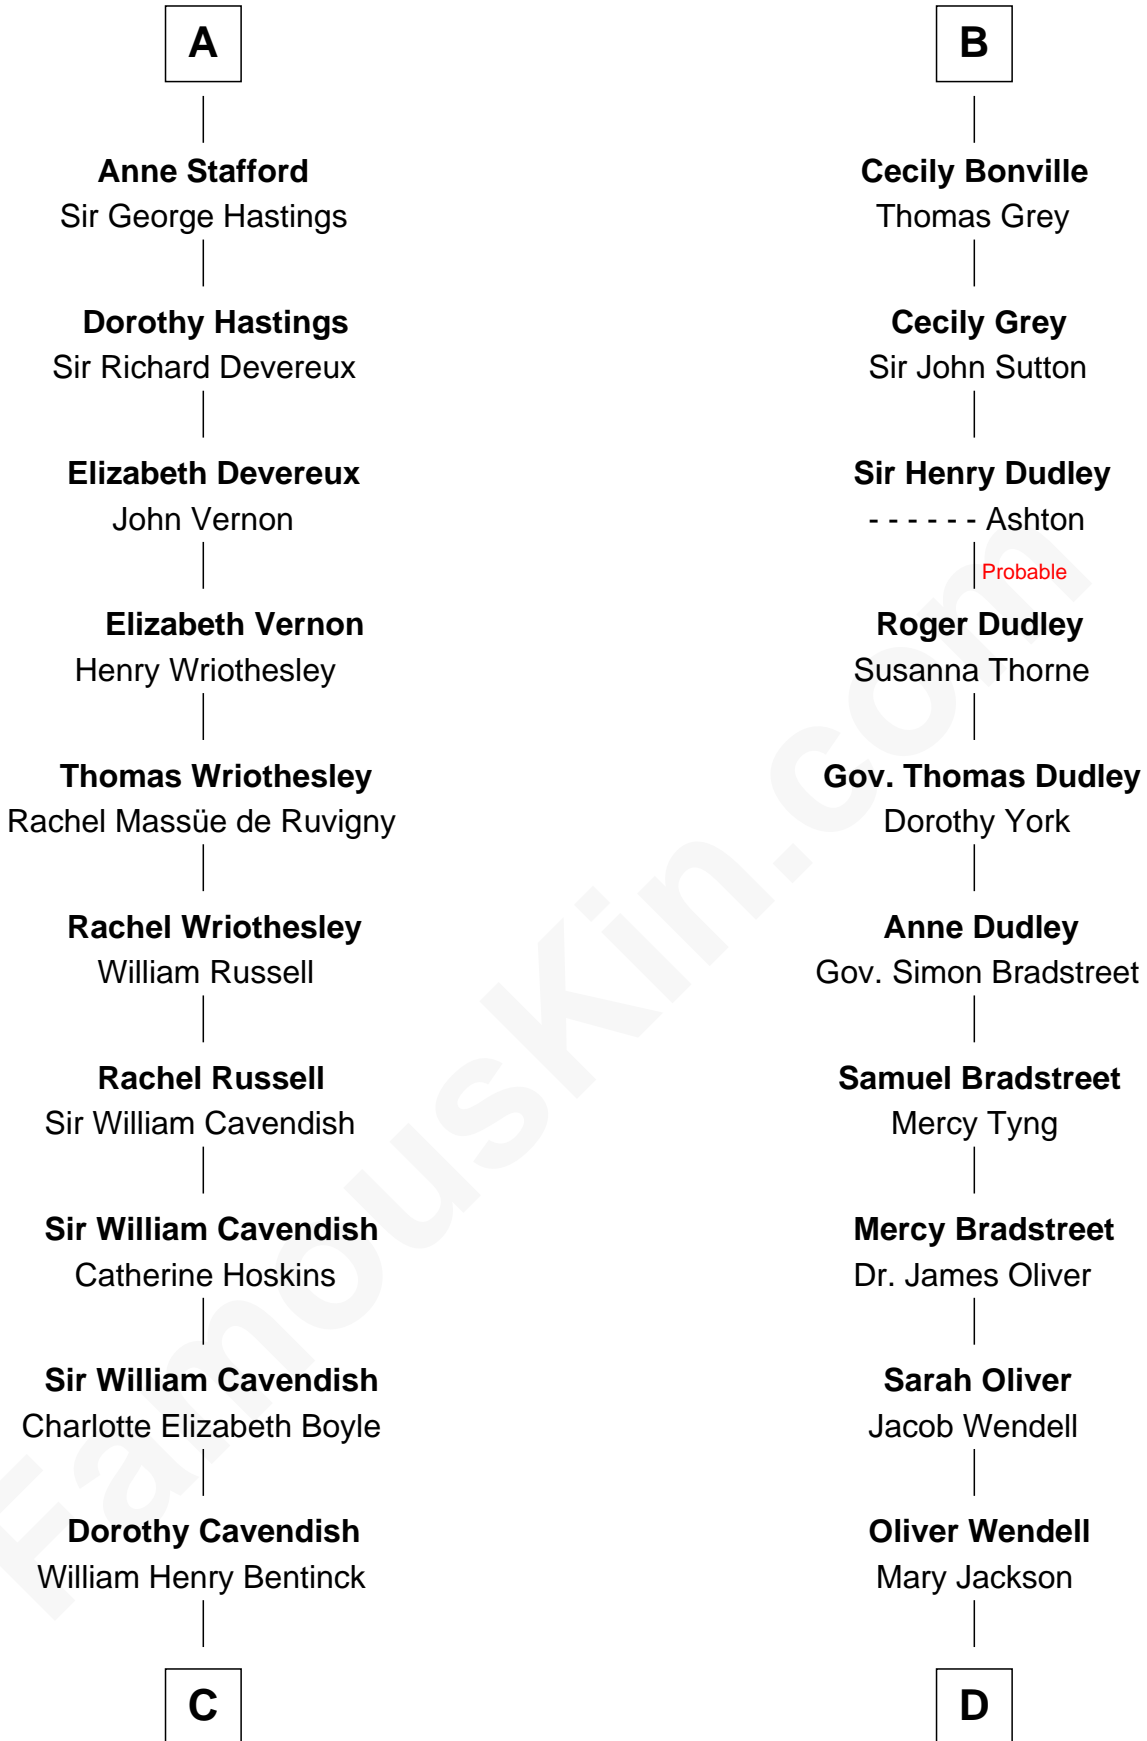 A
Anne Stafford
Sir George Hastings
Dorothy Hastings
Sir Richard Devereux
Elizabeth Devereux
John Vernon
Elizabeth Vernon
Henry Wriothesley
Thomas Wriothesley
Rachel Massüe de Ruvigny
Rachel Wriothesley
William Russell
Rachel Russell
Sir William Cavendish
Sir William Cavendish
Catherine Hoskins
Sir William Cavendish
Charlotte Elizabeth Boyle
Dorothy Cavendish
William Henry Bentinck
C
B
Cecily Bonville
Thomas Grey
Cecily Grey
Sir John Sutton
Sir Henry Dudley
- - - - - - Ashton
Probable
Roger Dudley
Susanna Thorne
Gov. Thomas Dudley
Dorothy York
Anne Dudley
Gov. Simon Bradstreet
Samuel Bradstreet
Mercy Tyng
Mercy Bradstreet
Dr. James Oliver
Sarah Oliver
Jacob Wendell
Oliver Wendell
Mary Jackson
D
FamousKin.com